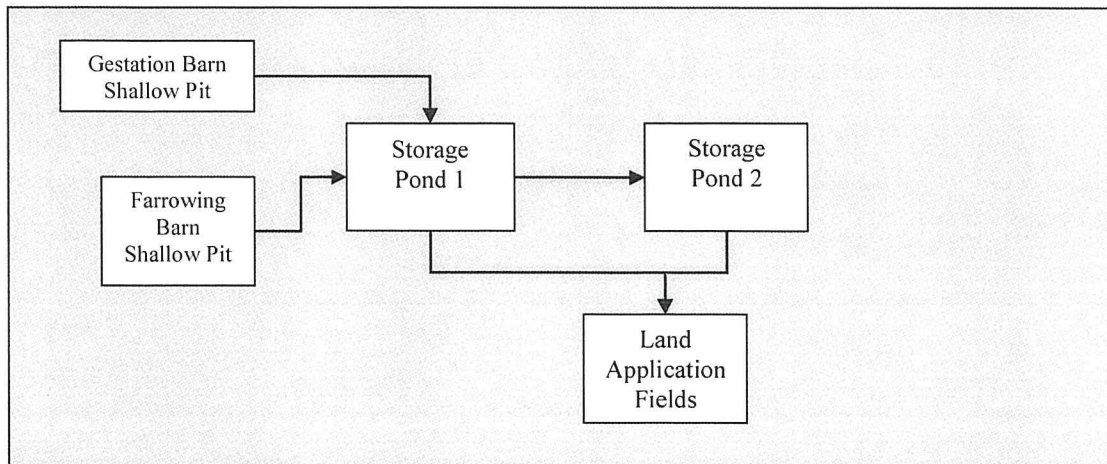 Gestation Barn
Shallow Pit
Storage
Pond 1
Storage
Pond 2
Farrowing
Barn
Shallow Pit
Land
Application
Fields